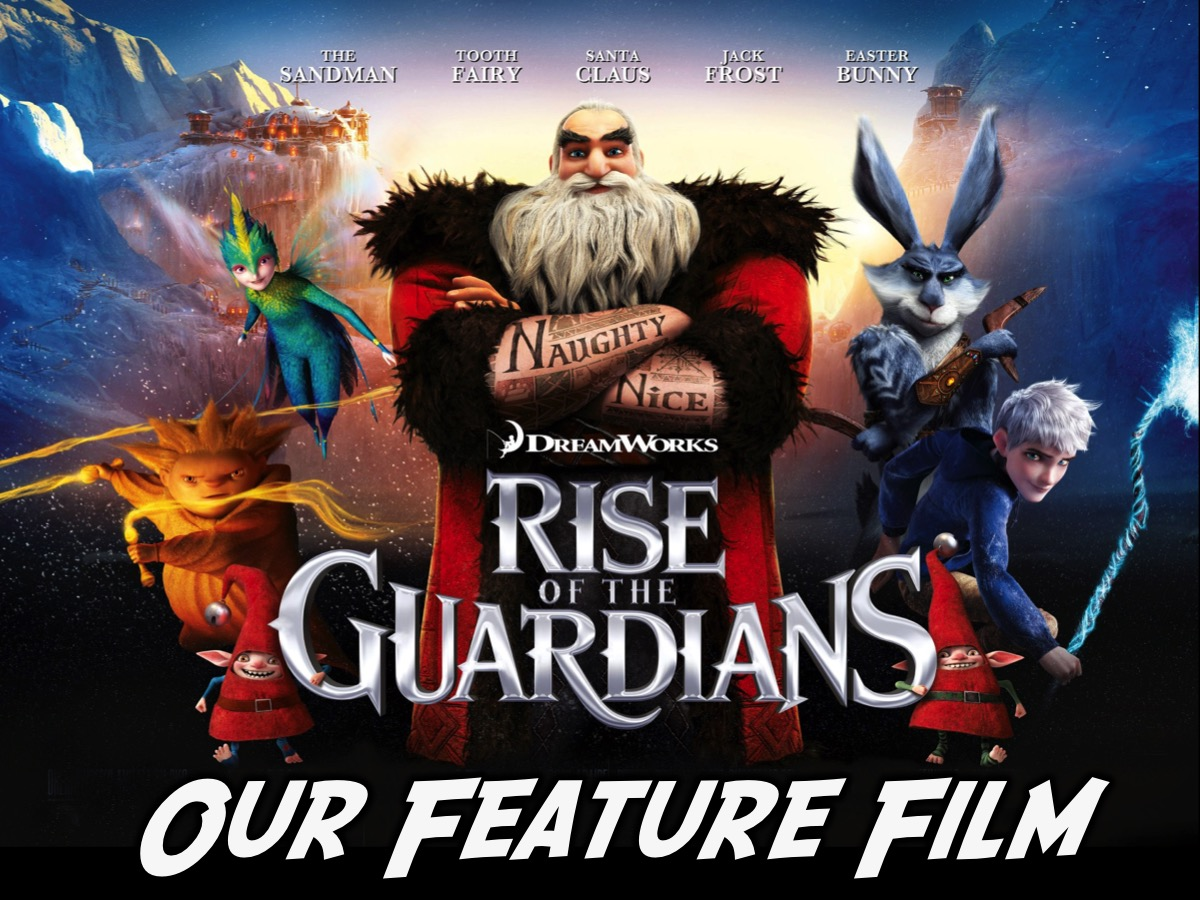 THE SANDMAN
TOOTH FAIRY
SANTA CLAUS
JACK FROST
EASTER BUNNY
NAUGHTY
NICE
DREAMWORKS
RISE
OF THE
GUARDIANS
OUR FEATURE FILM